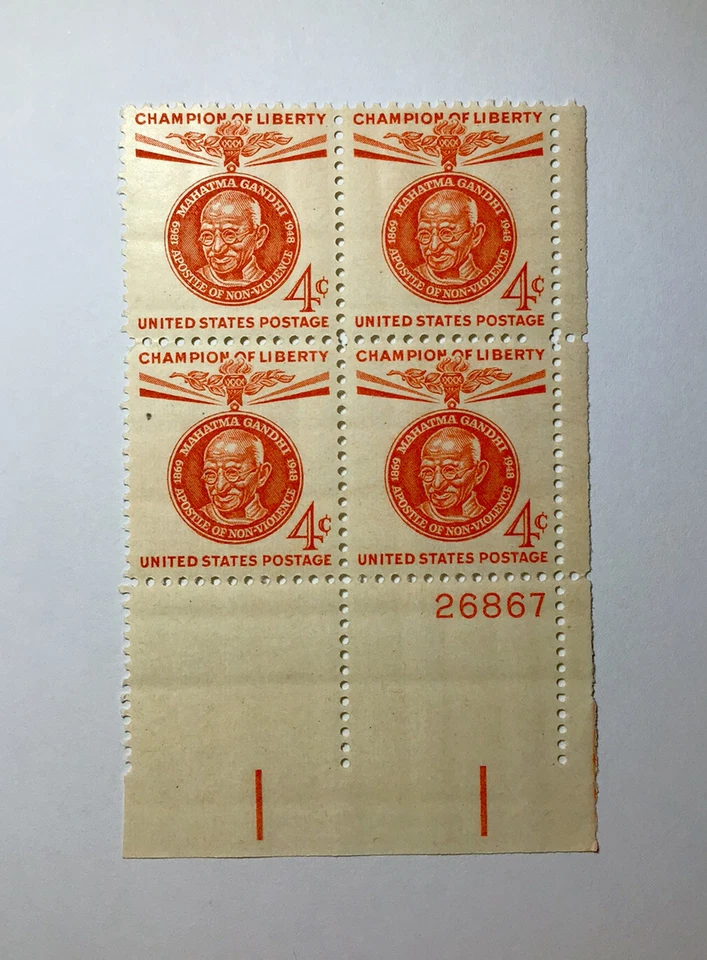 CHAMPION OF LIBERTY
MAHATMA GANDHI
1869 1948
APOSTLE OF NON-VIOLENCE
4¢
UNITED STATES POSTAGE
CHAMPION OF LIBERTY
MAHATMA GANDHI
1869 1948
APOSTLE OF NON-VIOLENCE
4¢
UNITED STATES POSTAGE
CHAMPION OF LIBERTY
MAHATMA GANDHI
1869 1948
APOSTLE OF NON-VIOLENCE
4¢
UNITED STATES POSTAGE
CHAMPION OF LIBERTY
MAHATMA GANDHI
1869 1948
APOSTLE OF NON-VIOLENCE
4¢
UNITED STATES POSTAGE
26867